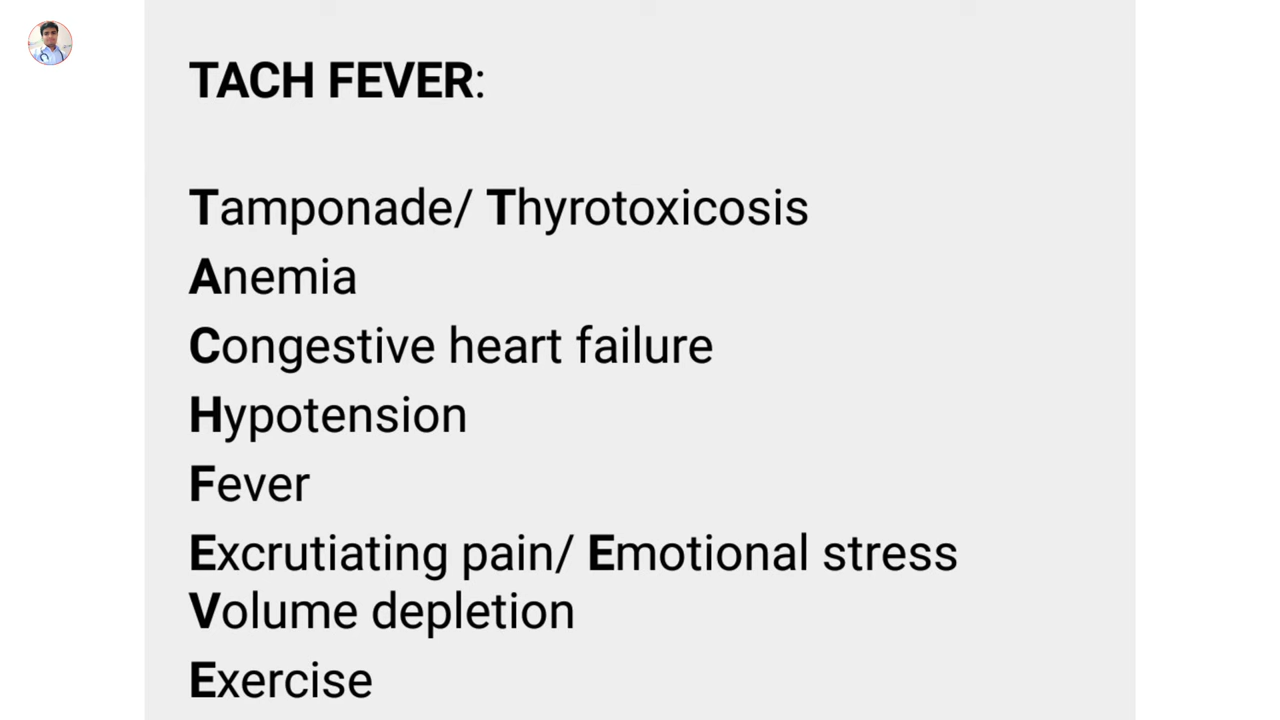 TACH FEVER:
Tamponade/ Thyrotoxicosis
Anemia
Congestive heart failure
Hypotension
Fever
Excrutiating pain/ Emotional stress
Volume depletion
Exercise